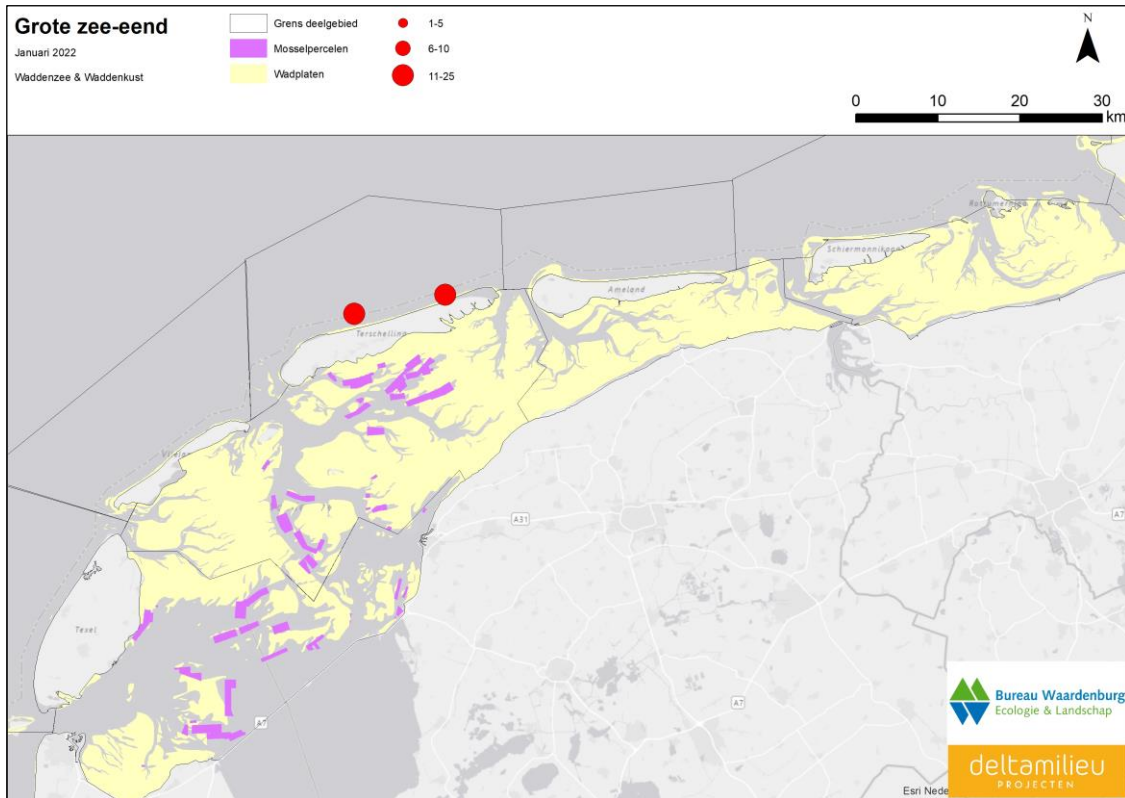 Grote zee-eend
Januari 2022
Waddenzee & Waddenkust
Grens deelgebied
Mosselpercelen
Wadplaten
1-5
6-10
11-25
N
0 10 20 30
km
Schiermonnikoog
Ameland
Terschelling
Texel
A31
A7
A7
A7
Bureau Waardenburg
Ecologie & Landschap
deltamilieu
PROJECTEN
Esri Nede